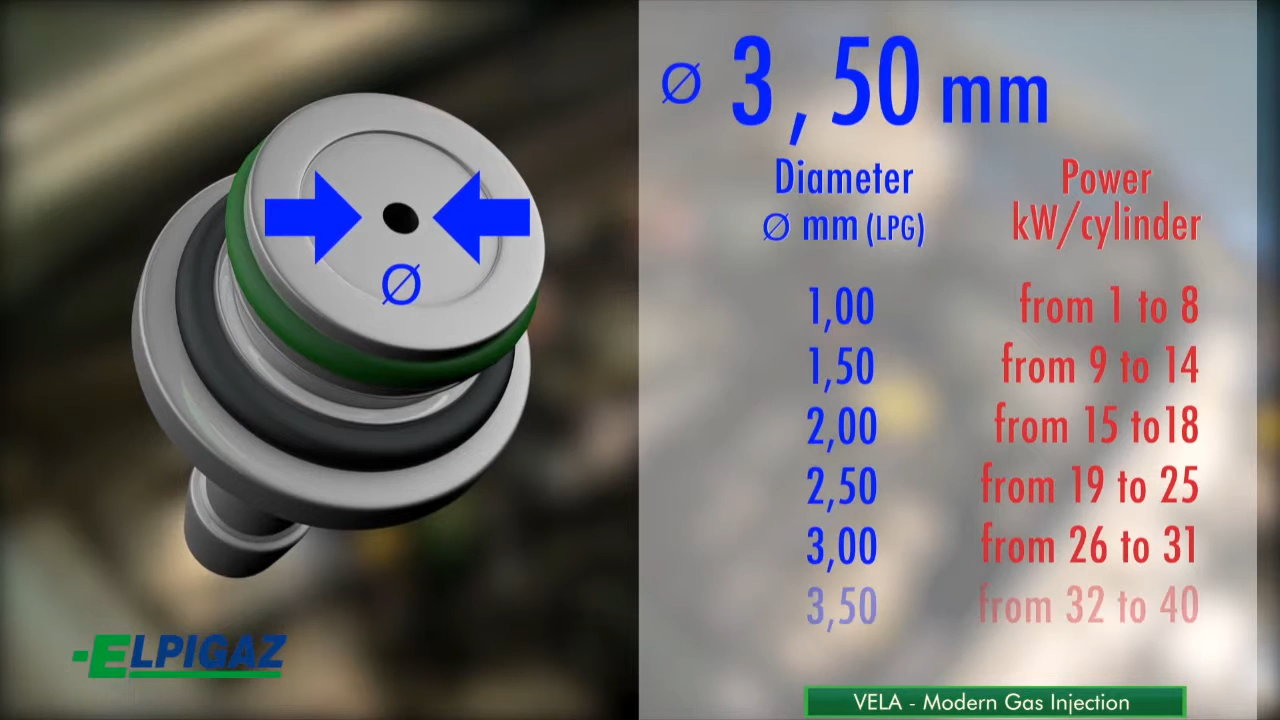 Ø 3,50 mm
Diameter
Ø mm (LPG)
Power
kW/cylinder
1,00 from 1 to 8
1,50 from 9 to 14
2,00 from 15 to18
2,50 from 19 to 25
3,00 from 26 to 31
3,50 from 32 to 40
Ø
ELPIGAZ
VELA - Modern Gas Injection